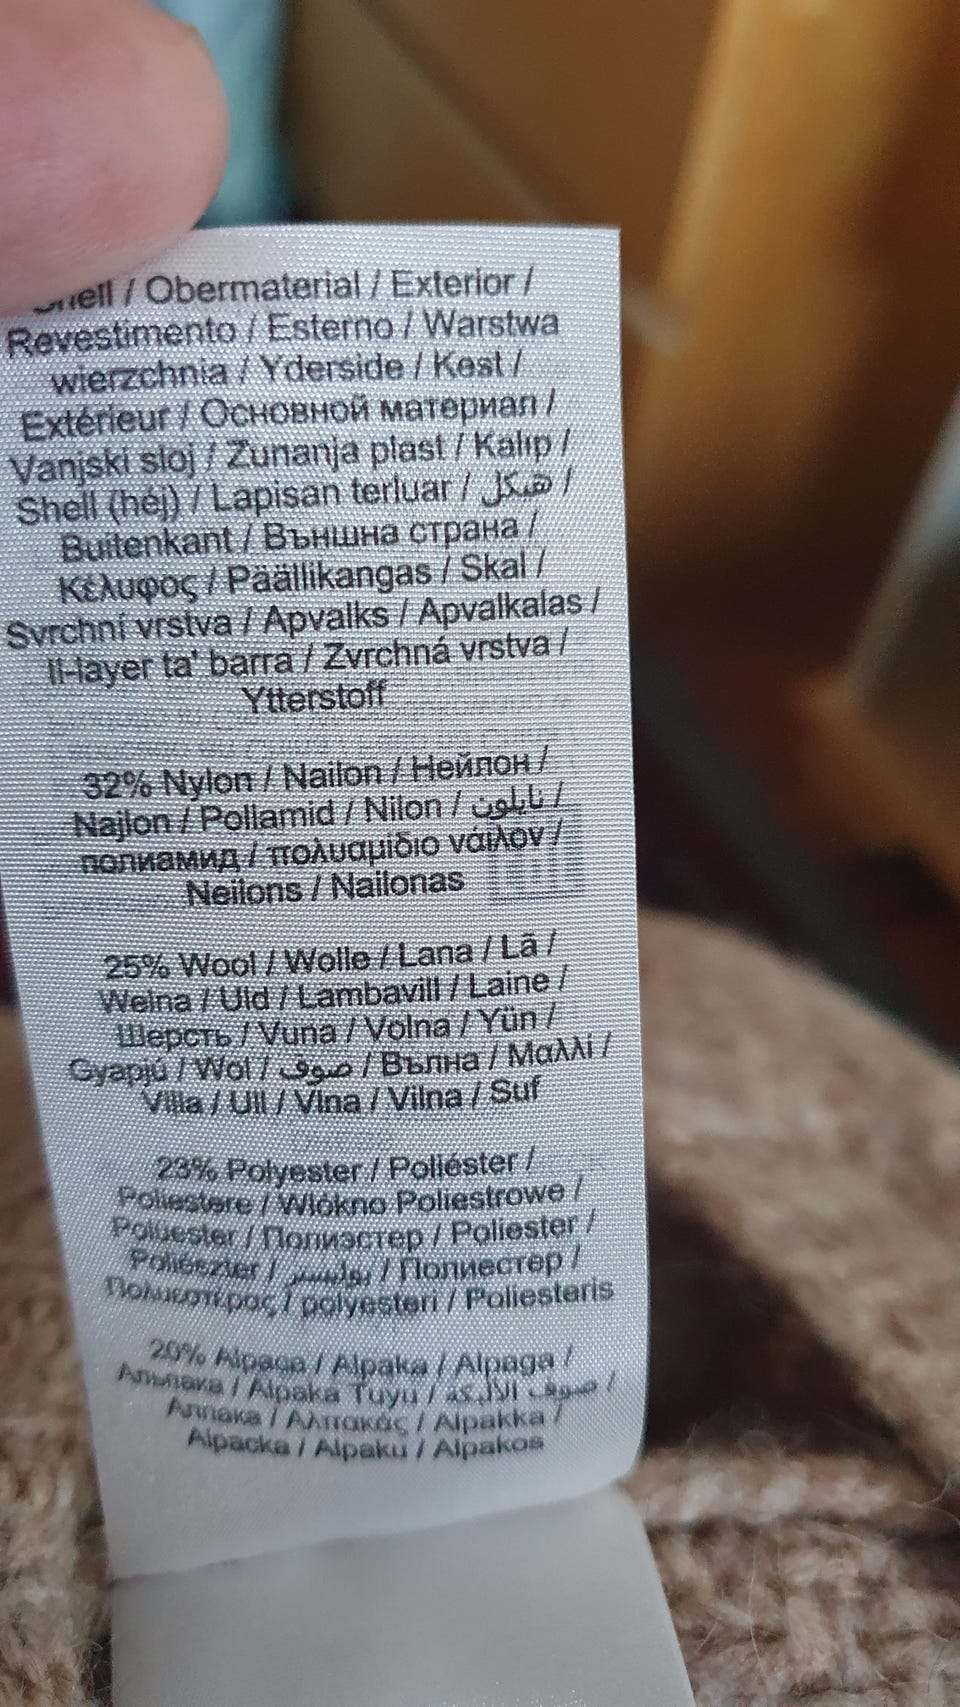 Shell / Obermaterial / Exterior /
Revestimento / Esterno / Warstwa
wierzchnia / Yderside / Kest /
Extérieur / Основной материал /
Vanjski sloj / Zunanja plast / Kalıp /
Shell (héj) / Lapisan terluar / هيكل /
Buitenkant / Външна страна /
Κέλυφος / Päällikangas / Skal /
Svrchní vrstva / Apvalks / Apvalkalas /
Il-layer ta' barra / Zvrchná vrstva /
Ytterstoff
32% Nylon / Nailon / Нейлон /
Najlon / Poliamid / Nilon / نايلون /
полиамид / πολυαμίδιο νάιλον /
Neilons / Nailonas
25% Wool / Wolle / Lana / Lã /
Wełna / Uld / Lambavill / Laine /
Шерсть / Vuna / Volna / Yün /
Gyapjú / Wol / صوف / Вълна / Μαλλί /
Villa / Ull / Vlna / Vilna / Suf
23% Polyester / Poliéster /
Poliestere / Włókno Poliestrowe /
Polüester / Полиэстер / Poliester /
Poliészter / بوليستر / Полиестер /
Πολυεστέρας / polyesteri / Poliesteris
20% Alpaca / Alpaka / Alpaga /
Альпака / Alpaka Tüyü / صوف الألبكة /
Алпака / Αλπακάς / Alpakka /
Alpacka / Alpaku / Alpakos